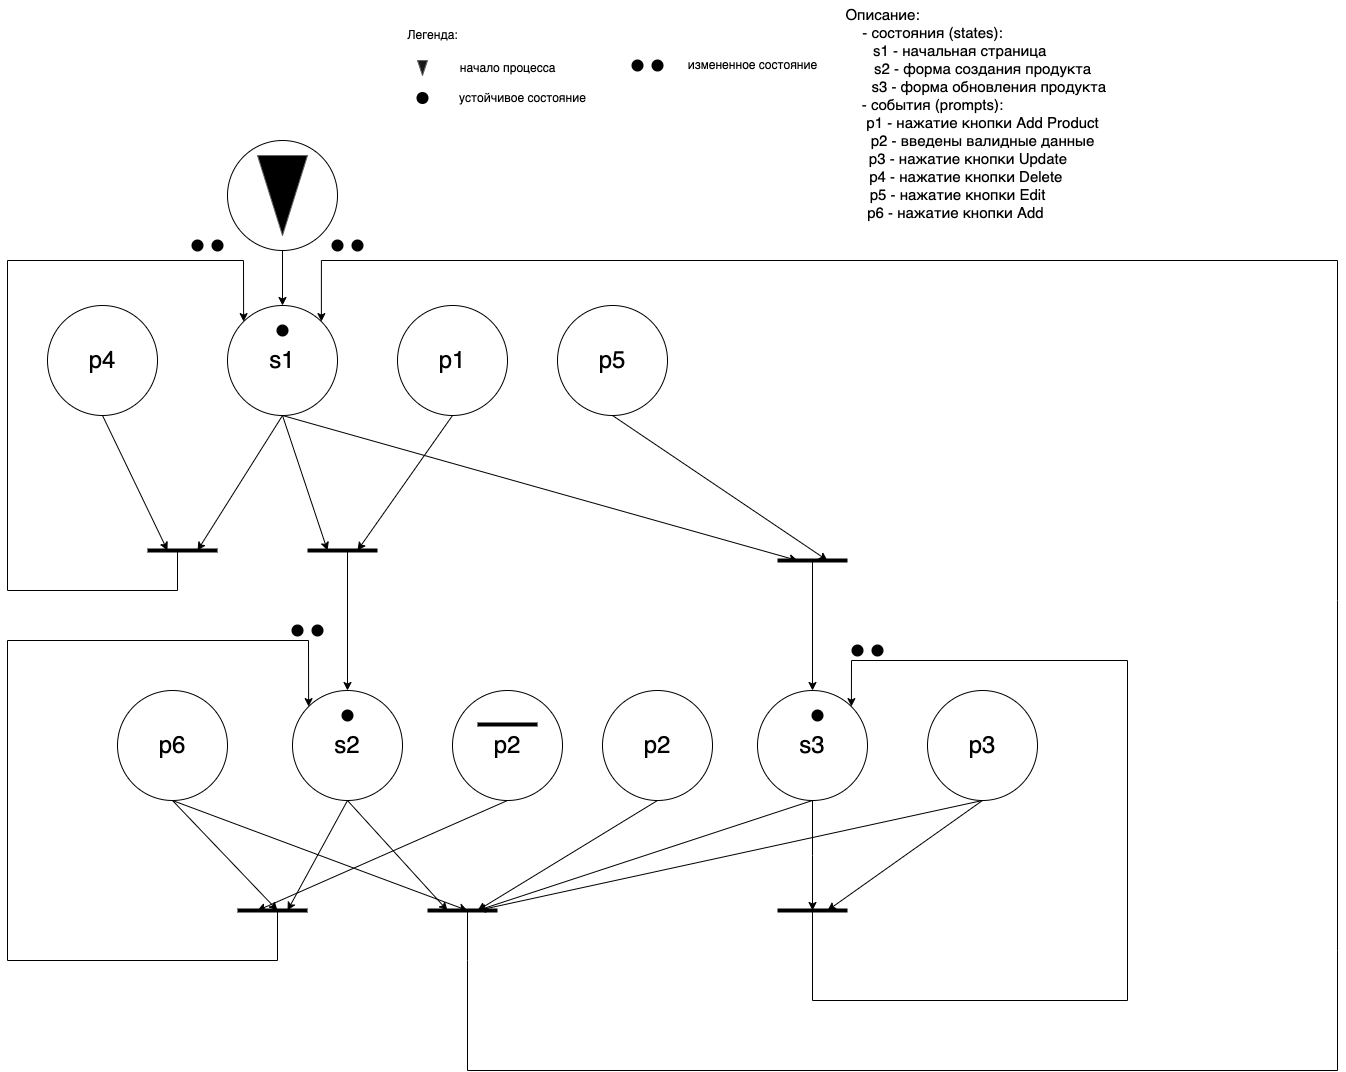 Легенда:
начало процесса
устойчивое состояние
измененное состояние
Описание:
- состояния (states):
s1 - начальная страница
s2 - форма создания продукта
s3 - форма обновления продукта
- события (prompts):
p1 - нажатие кнопки Add Product
p2 - введены валидные данные
p3 - нажатие кнопки Update
p4 - нажатие кнопки Delete
p5 - нажатие кнопки Edit
p6 - нажатие кнопки Add
p4
s1
p1
p5
p6
s2
p2
p2
s3
p3